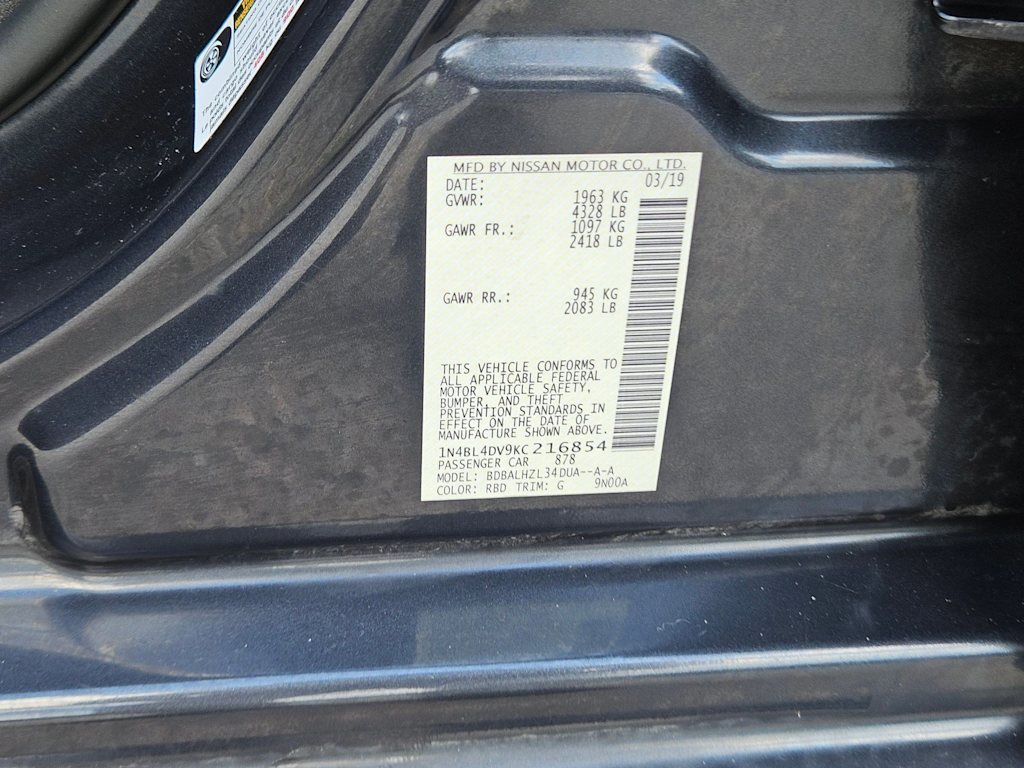 MFD BY NISSAN MOTOR CO., LTD.
DATE: 03/19
GVWR: 1963 KG
4328 LB
GAWR FR.: 1097 KG
2418 LB
GAWR RR.: 945 KG
2083 LB
THIS VEHICLE CONFORMS TO
ALL APPLICABLE FEDERAL
MOTOR VEHICLE SAFETY,
BUMPER, AND THEFT
PREVENTION STANDARDS IN
EFFECT ON THE DATE OF
MANUFACTURE SHOWN ABOVE.
1N4BL4DV9KC216854
PASSENGER CAR 878
MODEL: BDBALHZL34DUA--A-A
COLOR: RBD TRIM: G 9N00A